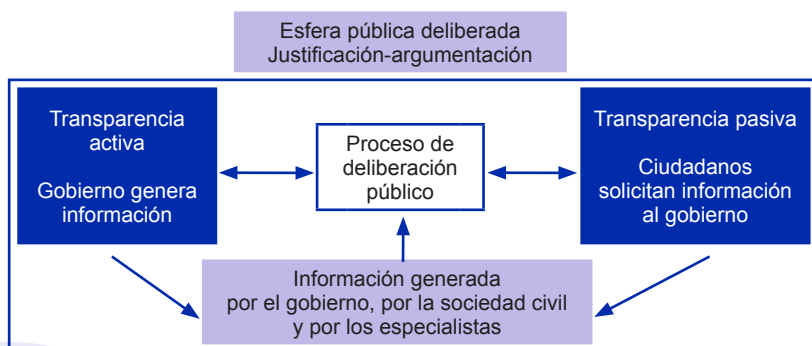 Esfera pública deliberada
Justificación-argumentación
Transparencia
activa
Gobierno genera
información
Proceso de
deliberación
público
Transparencia pasiva
Ciudadanos
solicitan información
al gobierno
Información generada
por el gobierno, por la sociedad civil
y por los especialistas